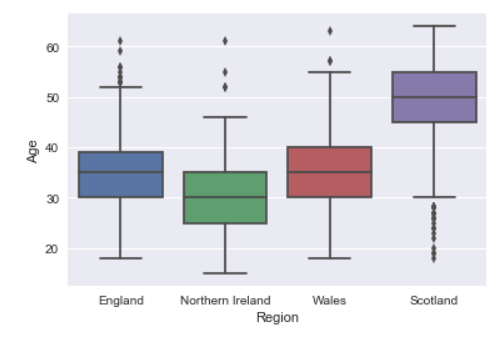 60
50
40
30
20
Age
England
Northern Ireland
Wales
Scotland
Region